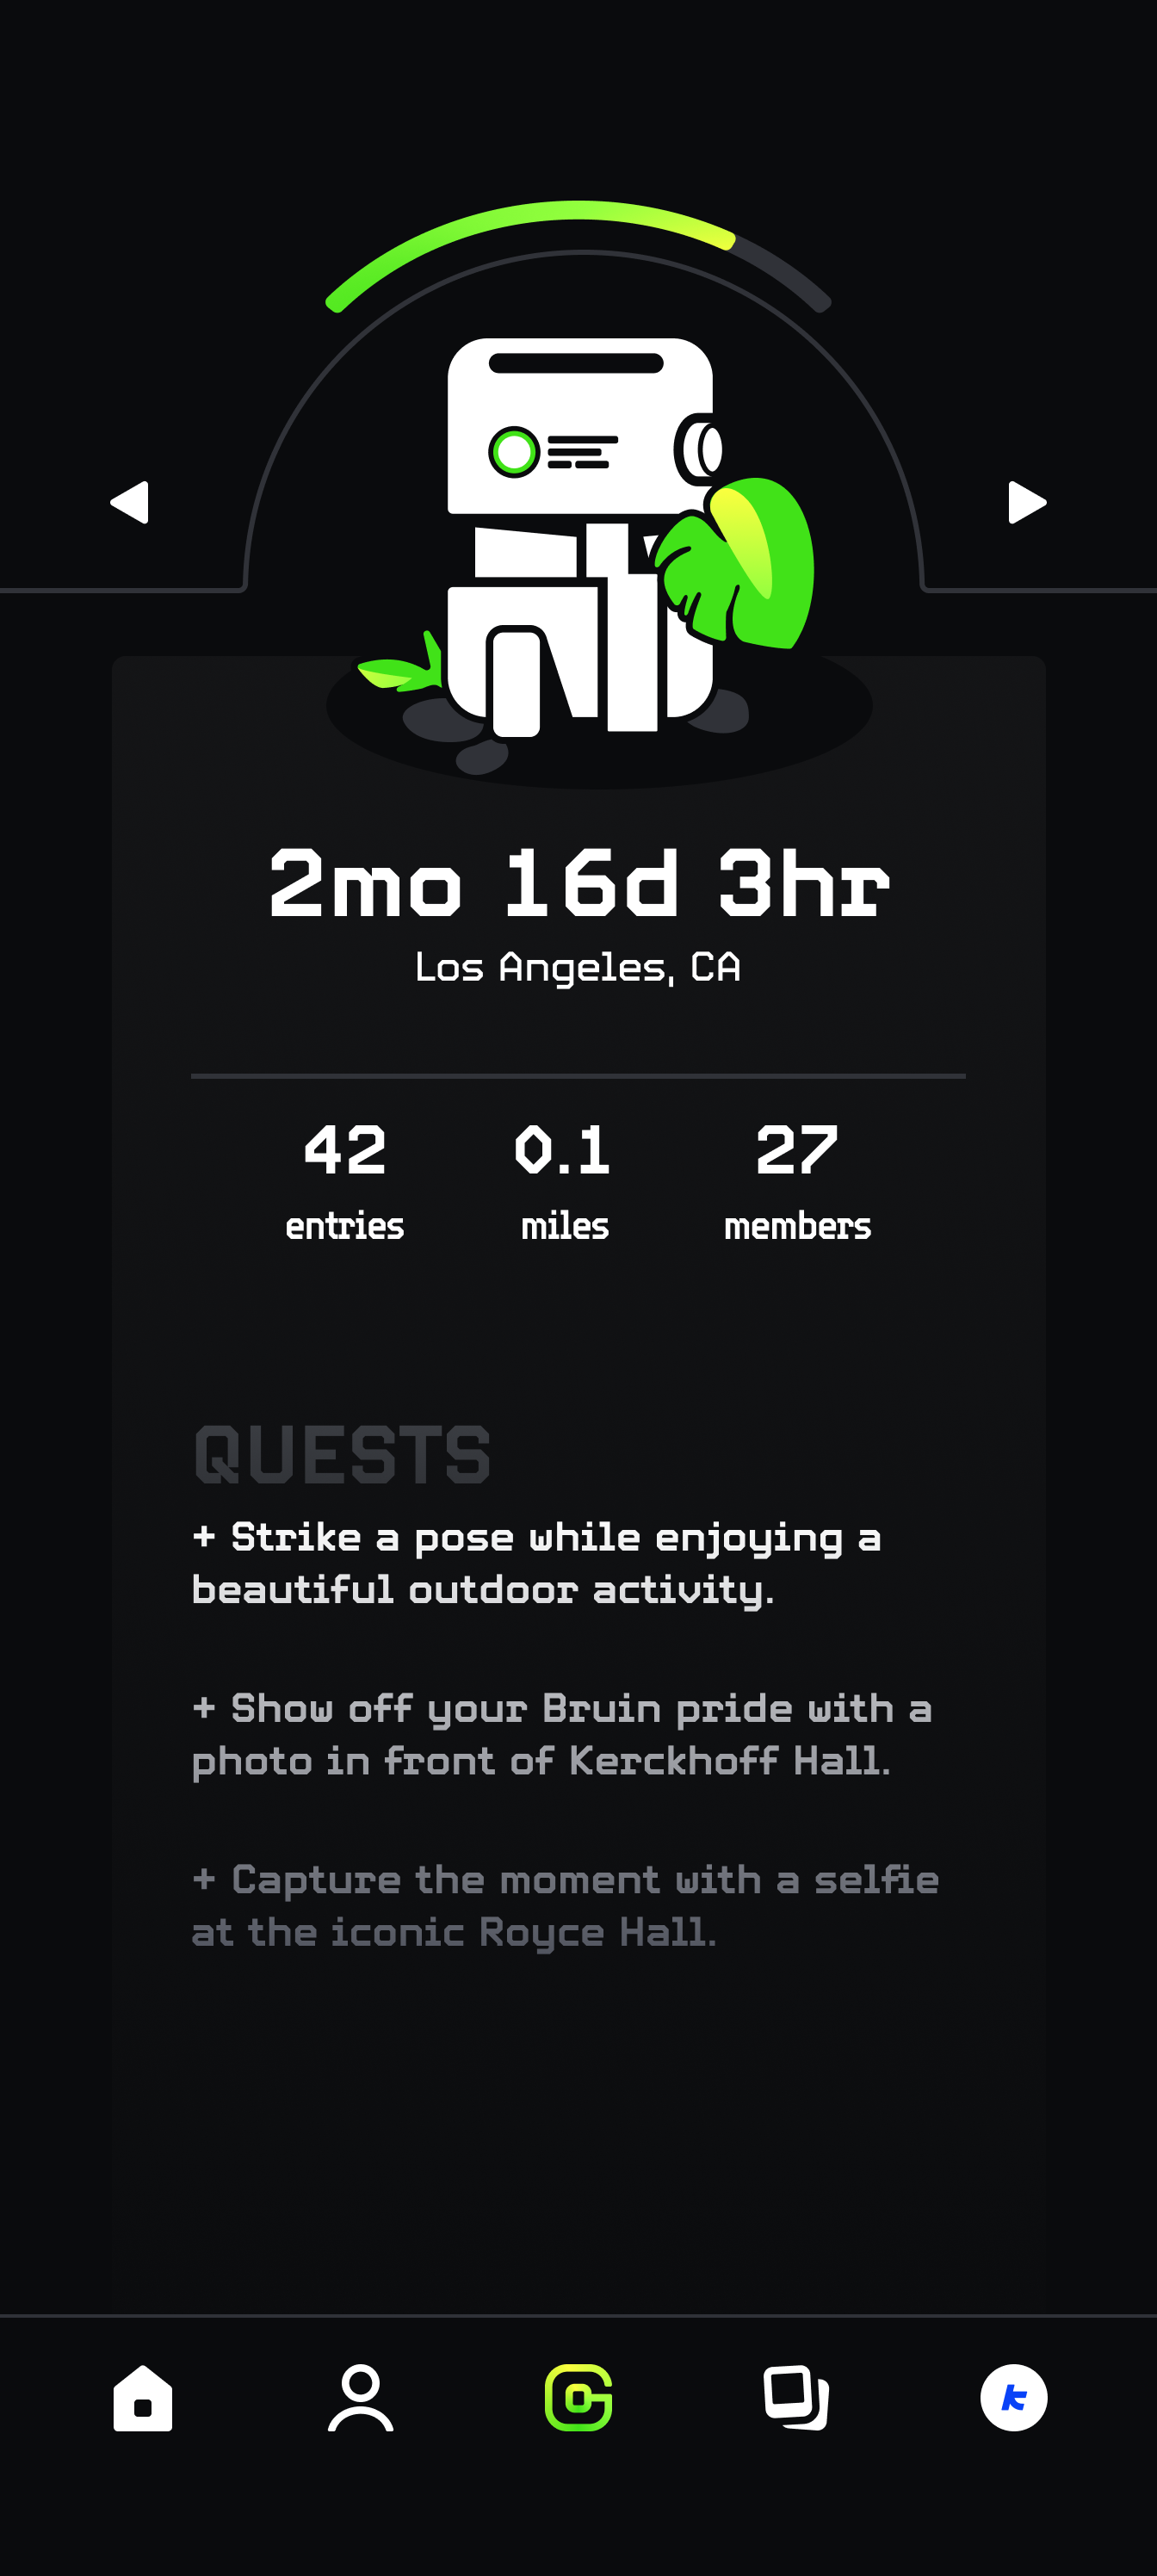 2mo 16d 3hr
Los Angeles, CA
42 0.1 27
entries miles members
QUESTS
+ Strike a pose while enjoying a
beautiful outdoor activity.
+ Show off your Bruin pride with a
photo in front of Kerckhoff Hall.
+ Capture the moment with a selfie
at the iconic Royce Hall.
t